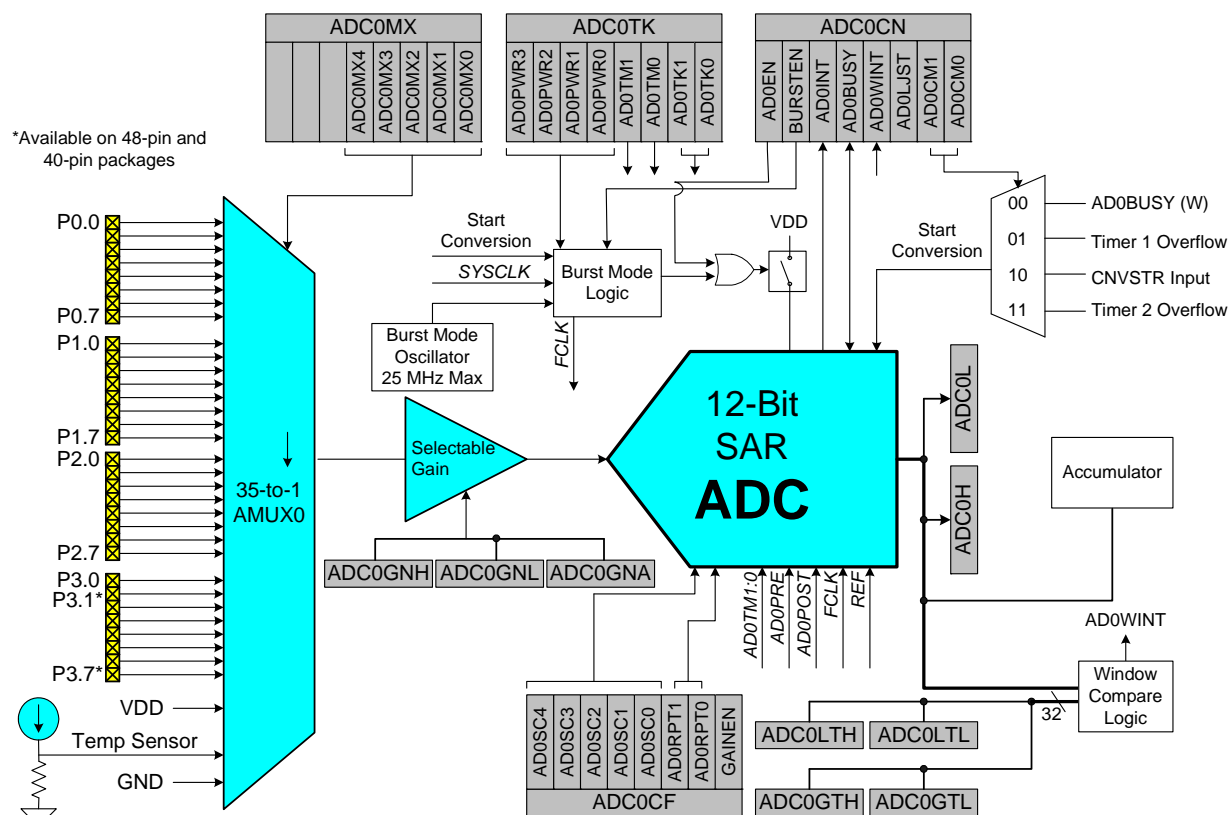 ADC0MX
ADC0MX4
ADC0MX3
ADC0MX2
ADC0MX1
ADC0MX0
ADC0TK
AD0PWR3
AD0PWR2
AD0PWR1
AD0PWR0
AD0TM1
AD0TM0
AD0TK1
AD0TK0
ADC0CN
AD0EN
BURSTEN
AD0INT
AD0BUSY
AD0WINT
AD0LJST
AD0CM1
AD0CM0
*Available on 48-pin and
40-pin packages
P0.0
P0.7
P1.0
P1.7
P2.0
P2.7
P3.0
P3.1*
P3.7*
VDD
Temp Sensor
GND
35-to-1
AMUX0
Start
Conversion
SYSCLK
Burst Mode
Logic
Burst Mode
Oscillator
25 MHz Max
FCLK
VDD
Start
Conversion
00
01
10
11
AD0BUSY (W)
Timer 1 Overflow
CNVSTR Input
Timer 2 Overflow
Selectable
Gain
ADC0GNH
ADC0GNL
ADC0GNA
12-Bit
SAR
ADC
ADC0L
ADC0H
Accumulator
AD0TM1:0
AD0PRE
AD0POST
FCLK
REF
AD0WINT
Window
Compare
Logic
32
ADC0LTH
ADC0LTL
ADC0GTH
ADC0GTL
AD0SC4
AD0SC3
AD0SC2
AD0SC1
AD0SC0
AD0RPT1
AD0RPT0
GAINEN
ADC0CF